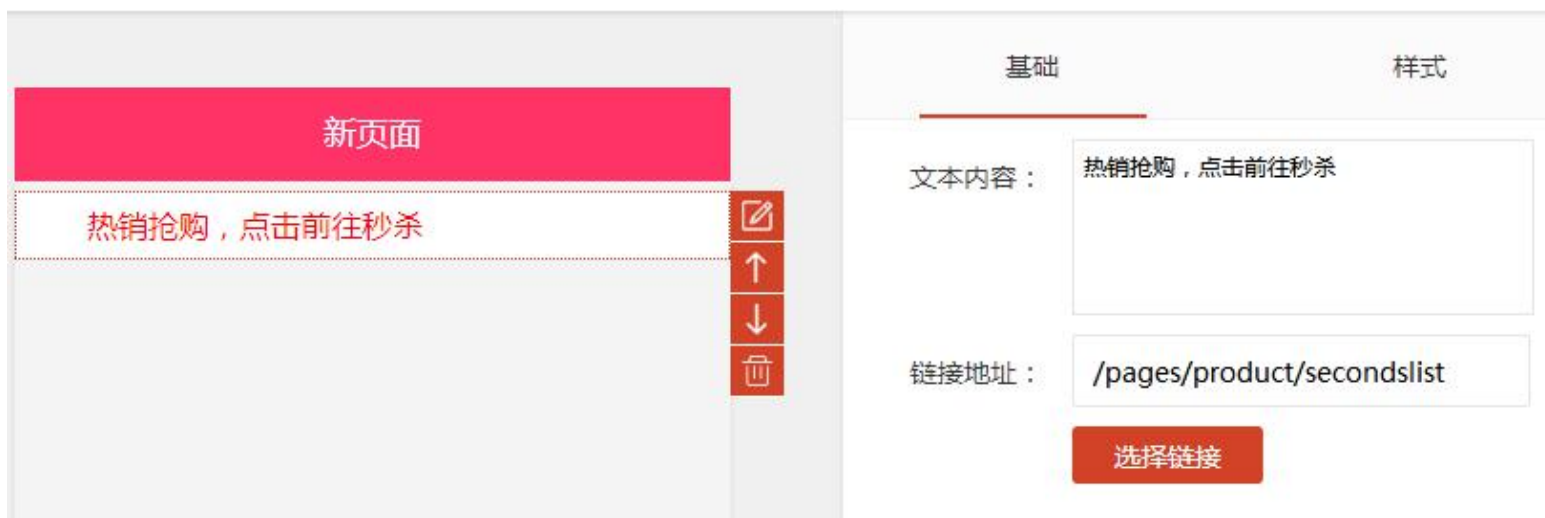 基础
样式
新页面
热销抢购，点击前往秒杀
文本内容：
热销抢购，点击前往秒杀
链接地址：
/pages/product/secondslist
选择链接